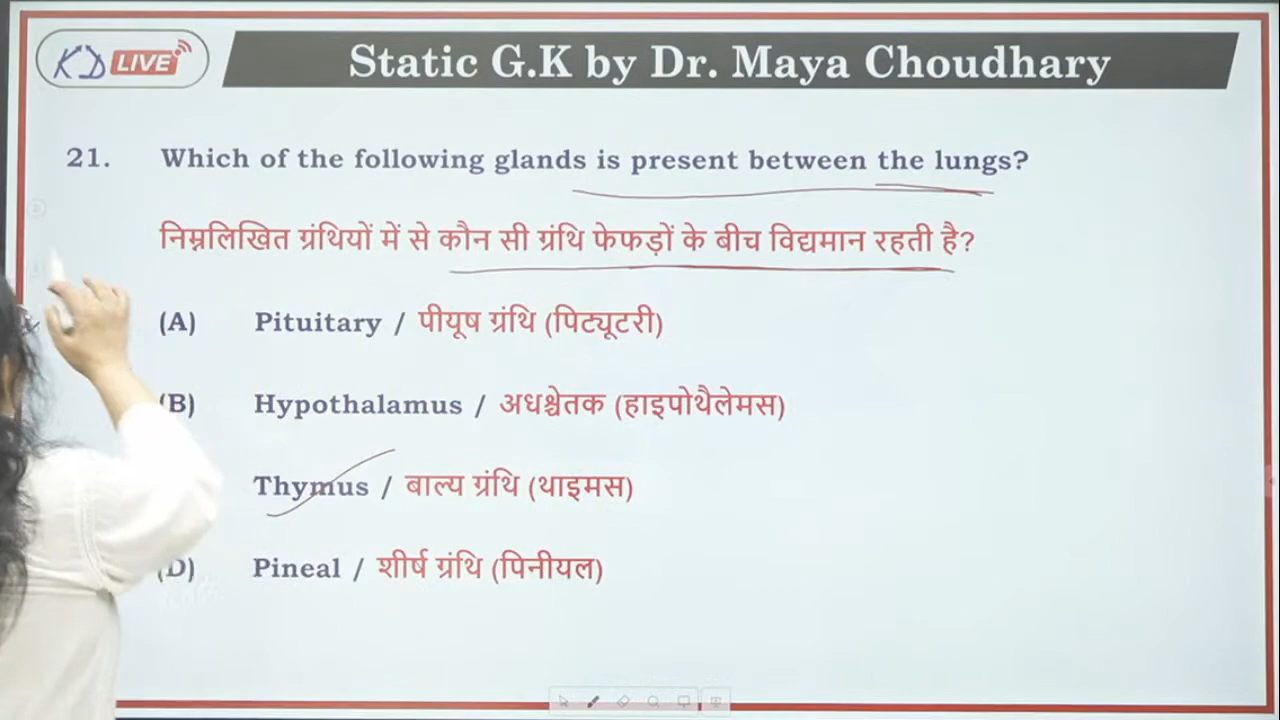 KD LIVE
Static G.K by Dr. Maya Choudhary
21. Which of the following glands is present between the lungs?
निम्नलिखित ग्रंथियों में से कौन सी ग्रंथि फेफड़ों के बीच विद्यमान रहती है?
(A) Pituitary / पीयूष ग्रंथि (पिट्यूटरी)
(B) Hypothalamus / अधश्चेतक (हाइपोथैलेमस)
Thymus / बाल्य ग्रंथि (थाइमस)
(D) Pineal / शीर्ष ग्रंथि (पिनीयल)